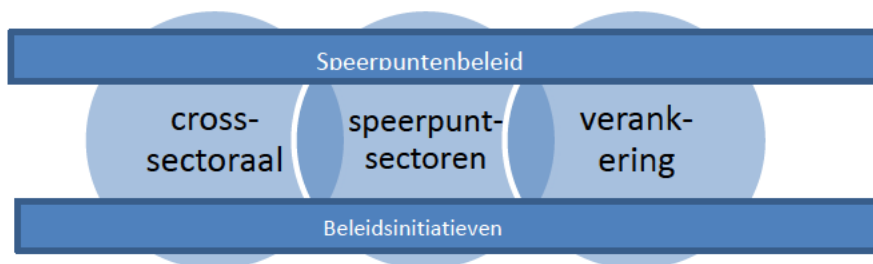 Speerpuntenbeleid
cross-
sectoraal
speerpunt-
sectoren
verank-
ering
Beleidsinitiatieven